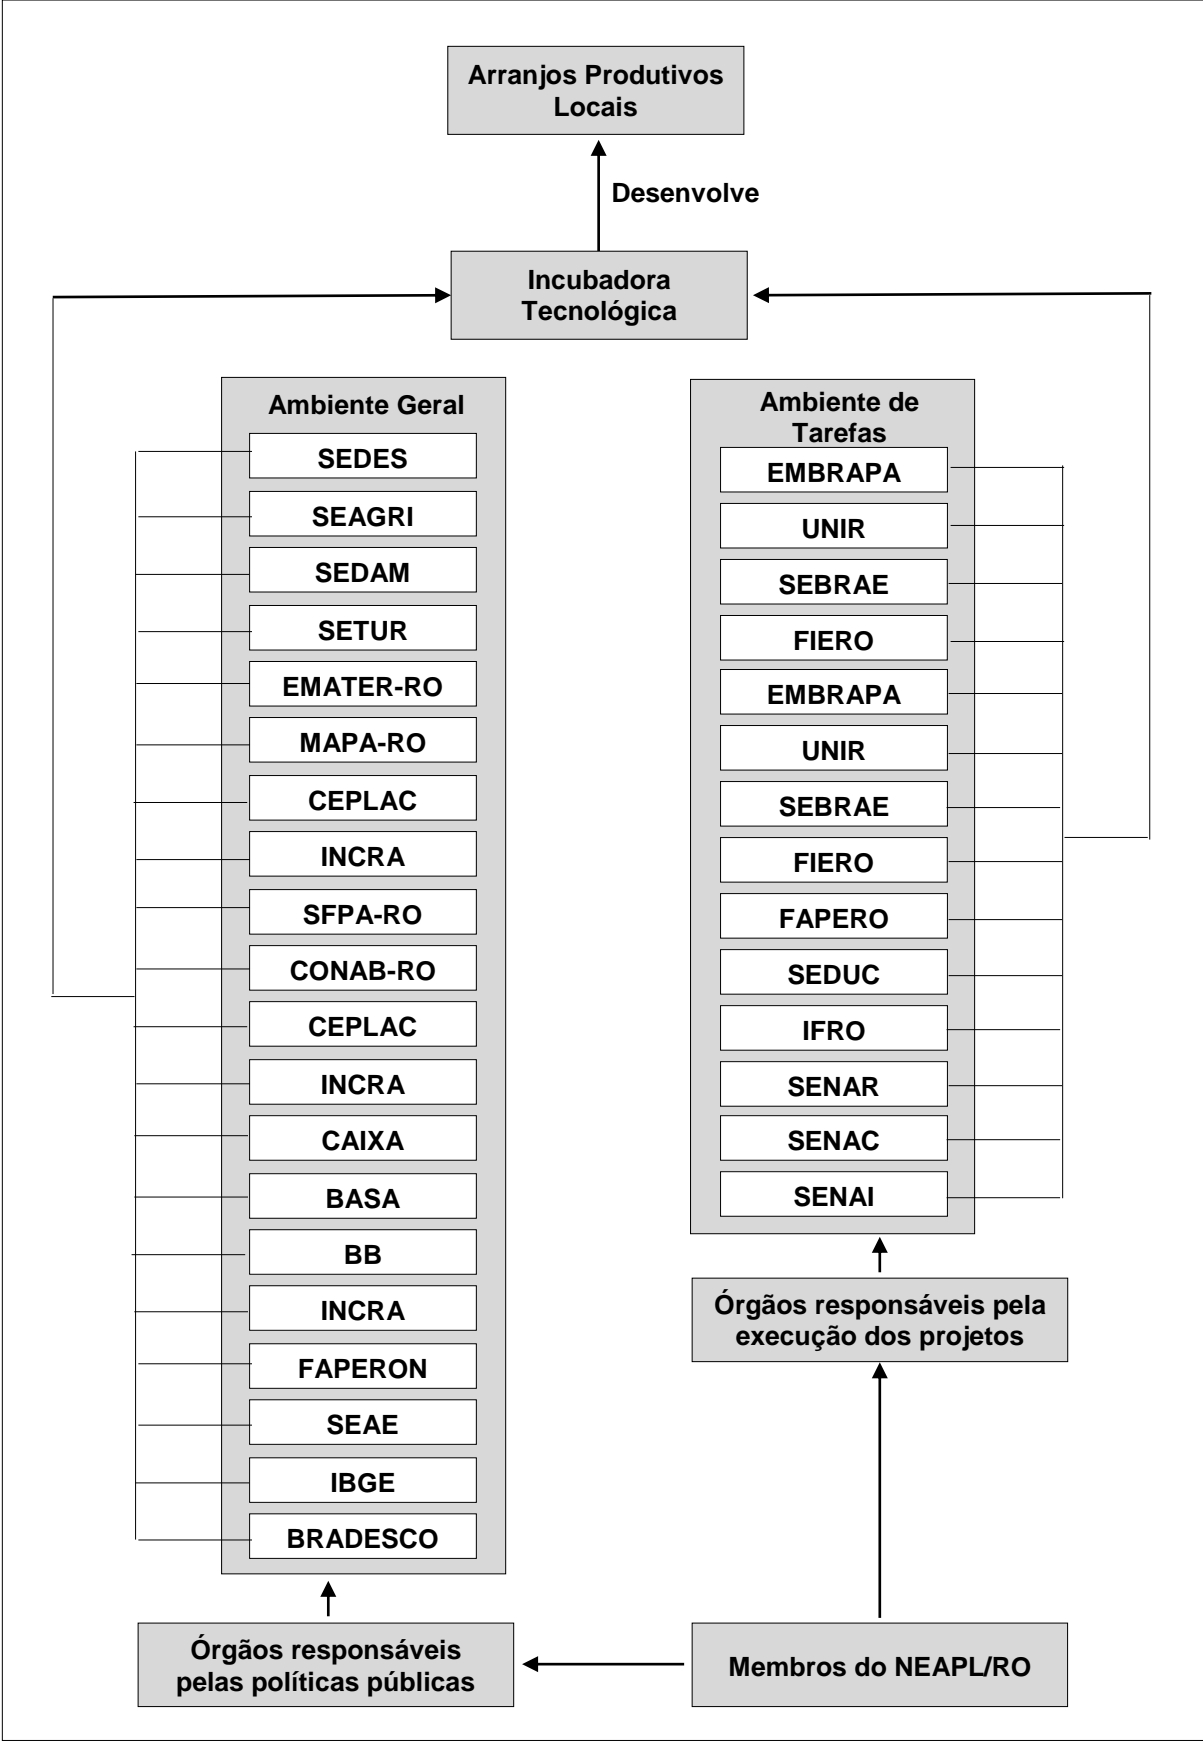 Arranjos Produtivos
Locais
Desenvolve
Incubadora
Tecnológica
Ambiente Geral
SEDES
SEAGRI
SEDAM
SETUR
EMATER-RO
MAPA-RO
CEPLAC
INCRA
SFPA-RO
CONAB-RO
CEPLAC
INCRA
CAIXA
BASA
BB
INCRA
FAPERON
SEAE
IBGE
BRADESCO
Ambiente de
Tarefas
EMBRAPA
UNIR
SEBRAE
FIERO
EMBRAPA
UNIR
SEBRAE
FIERO
FAPERO
SEDUC
IFRO
SENAR
SENAC
SENAI
Órgãos responsáveis pela
execução dos projetos
Órgãos responsáveis
pelas políticas públicas
Membros do NEAPL/RO